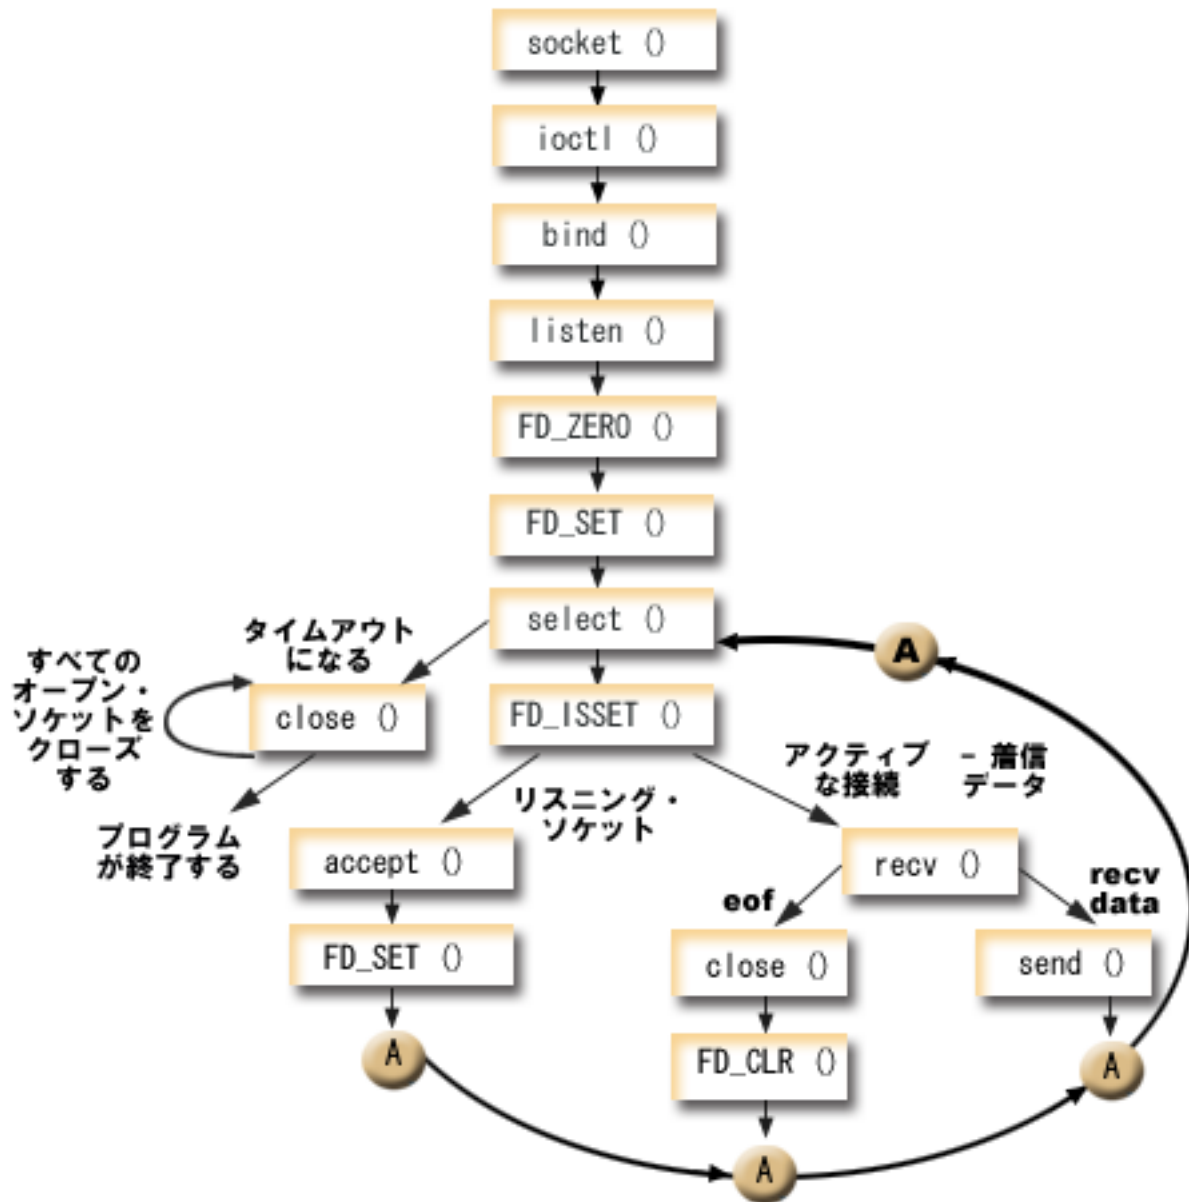 socket ()
ioctl ()
bind ()
listen ()
FD_ZERO ()
FD_SET ()
select ()
タイムアウト
になる
すべての
オープン・
ソケットを
クローズ
する
close ()
プログラム
が終了する
FD_ISSET ()
リスニング・
ソケット
アクティブ
な接続
- 着信
データ
accept ()
FD_SET ()
A
recv ()
eof
close ()
FD_CLR ()
A
recv
data
send ()
A
A